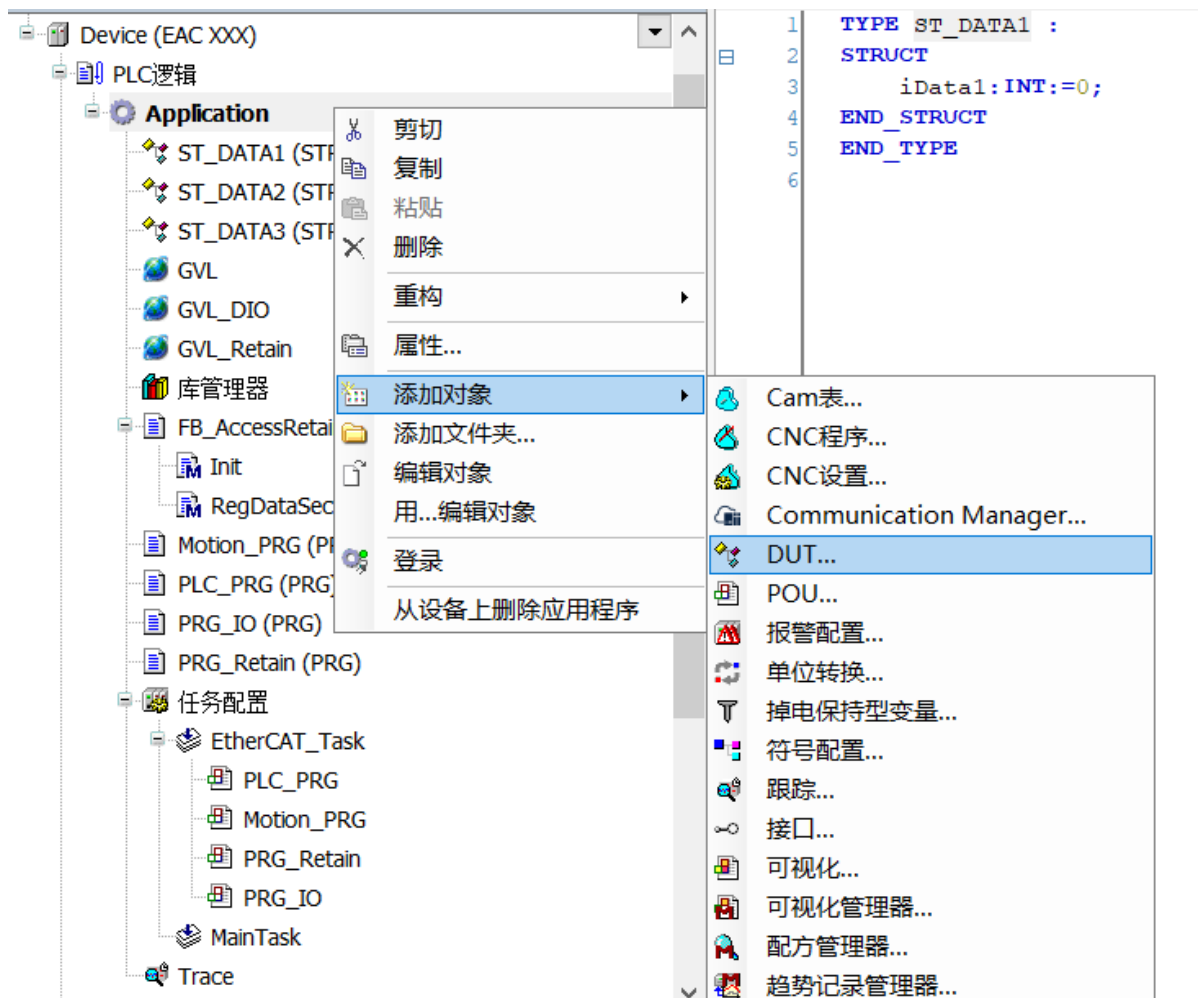 Device (EAC XXX)
PLC逻辑
Application
ST_DATA1 (STR
ST_DATA2 (STR
ST_DATA3 (STR
GVL
GVL_DIO
GVL_Retain
库管理器
FB_AccessRetai
Init
RegDataSec
Motion_PRG (PR
PLC_PRG (PRG)
PRG_IO (PRG)
PRG_Retain (PRG)
任务配置
EtherCAT_Task
PLC_PRG
Motion_PRG
PRG_Retain
PRG_IO
MainTask
Trace
剪切
复制
粘贴
删除
重构
属性...
添加对象
添加文件夹...
编辑对象
用...编辑对象
登录
从设备上删除应用程序
1 TYPE ST_DATA1 :
2 STRUCT
3 iData1:INT:=0;
4 END_STRUCT
5 END_TYPE
6
Cam表...
CNC程序...
CNC设置...
Communication Manager...
DUT...
POU...
报警配置...
单位转换...
掉电保持型变量...
符号配置...
跟踪...
接口...
可视化...
可视化管理器...
配方管理器...
趋势记录管理器...